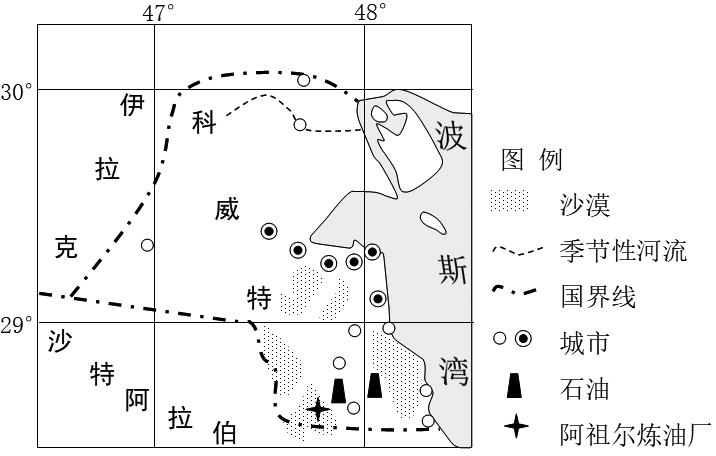 47° 48°
30°
29°
伊拉克
科威特
沙特阿拉伯
波斯湾
图 例
沙漠
季节性河流
国界线
城市
石油
阿祖尔炼油厂